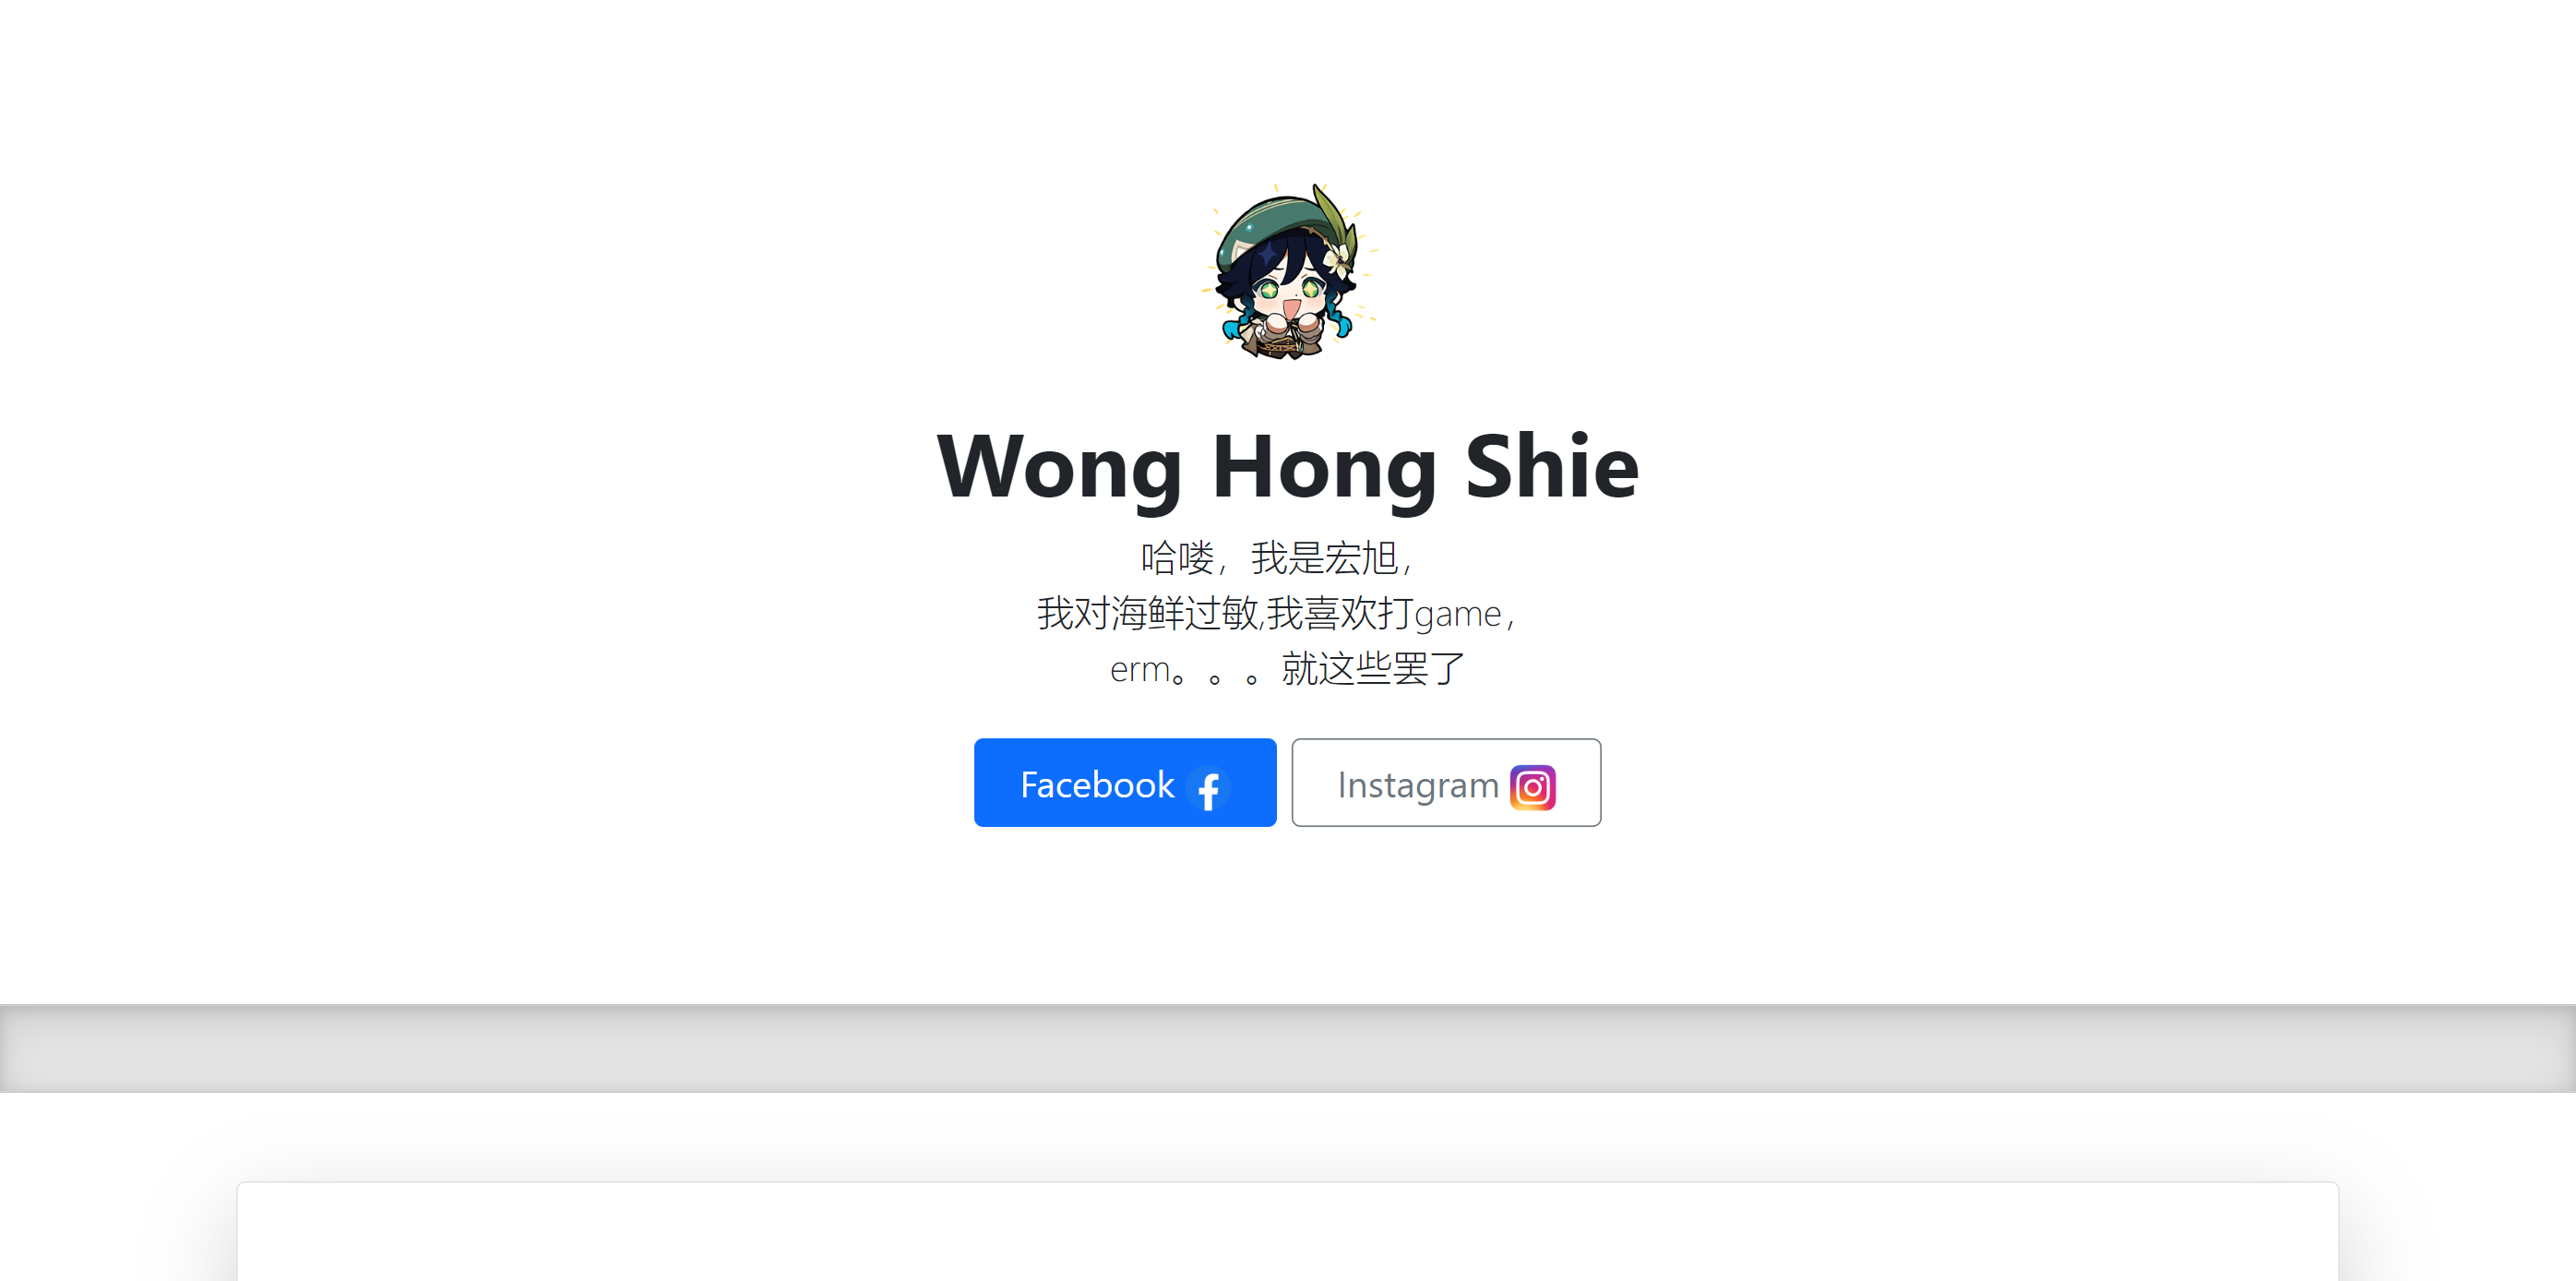 Wong Hong Shie
哈喽，我是宏旭，
我对海鲜过敏,我喜欢打game，
erm。。。就这些罢了
Facebook
Instagram